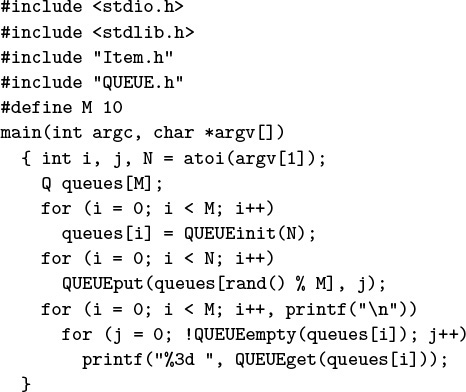 #include <stdio.h>
#include <stdlib.h>
#include "Item.h"
#include "QUEUE.h"
#define M 10
main(int argc, char *argv[])
  { int i, j, N = atoi(argv[1]);
    Q queues[M];
    for (i = 0; i < M; i++)
      queues[i] = QUEUEinit(N);
    for (i = 0; i < N; i++)
      QUEUEput(queues[rand() % M], j);
    for (i = 0; i < M; i++, printf("\n"))
      for (j = 0; !QUEUEempty(queues[i]); j++)
        printf("%3d ", QUEUEget(queues[i]));
  }